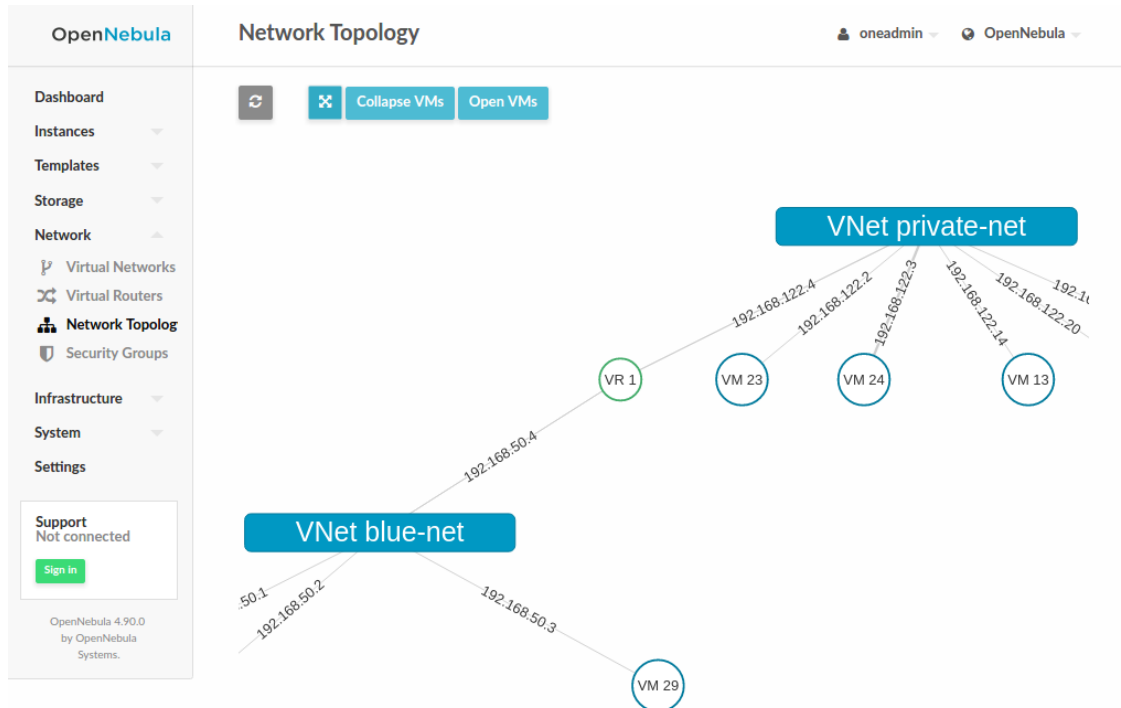 OpenNebula
Network Topology
oneadmin
OpenNebula
Dashboard
Instances
Templates
Storage
Network
Virtual Networks
Virtual Routers
Network Topolog
Security Groups
Infrastructure
System
Settings
Support
Not connected
Sign in
OpenNebula 4.90.0
by OpenNebula
Systems.
Collapse VMs
Open VMs
VNet private-net
192.168.122.4
192.168.122.2
192.168.122.3
192.168.122.14
192.168.122.20
VR 1
VM 23
VM 24
VM 13
192.168.50.4
VNet blue-net
.50.1
192.168.50.2
192.168.50.3
VM 29